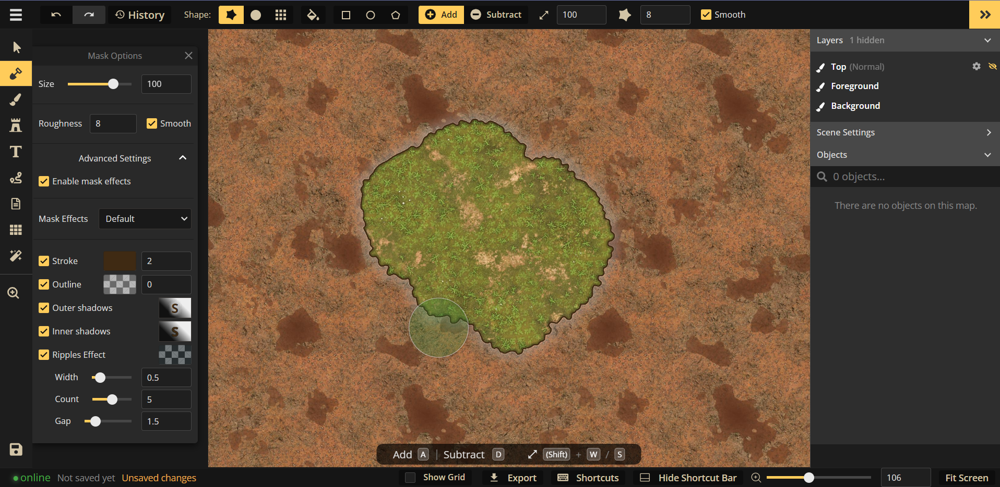 History
Shape:
Add
Subtract
100
8
Smooth
Mask Options
Size
100
Roughness
8
Smooth
Advanced Settings
Enable mask effects
Mask Effects
Default
Stroke
2
Outline
0
Outer shadows
S
Inner shadows
S
Ripples Effect
Width
0.5
Count
5
Gap
1.5
T
Layers 1 hidden
Top (Normal)
Foreground
Background
Scene Settings
Objects
0 objects...
There are no objects on this map.
Add A | Subtract D (Shift) + W / S
online Not saved yet Unsaved changes
Show Grid
Export
Shortcuts
Hide Shortcut Bar
106
Fit Screen